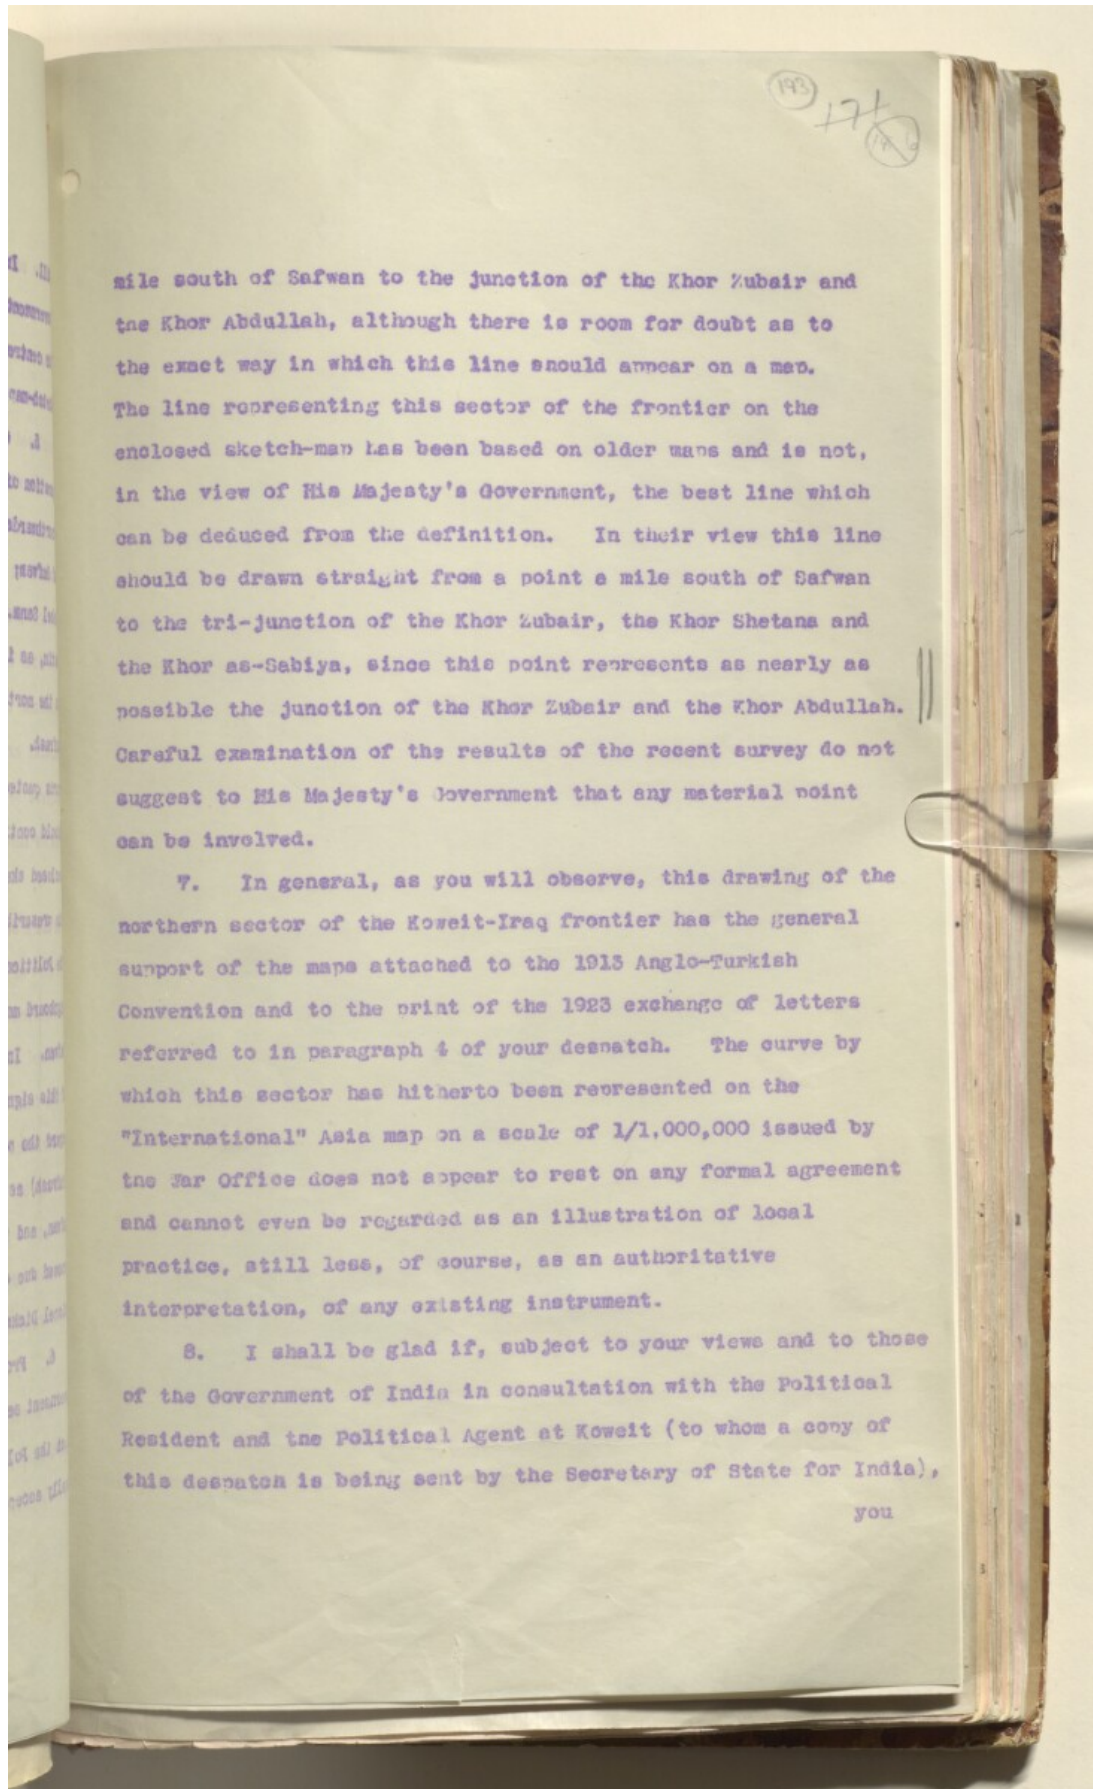 193
171
mile south of Safwan to the junction of the Khor Zubair and
the Khor Abdullah, although there is room for doubt as to
the exact way in which this line should appear on a map.
The line representing this sector of the frontier on the
enclosed sketch-map has been based on older maps and is not,
in the view of His Majesty's Government, the best line which
can be deduced from the definition. In their view this line
should be drawn straight from a point a mile south of Safwan
to the tri-junction of the Khor Zubair, the Khor Shetana and
the Khor as-Sabiya, since this point represents as nearly as
possible the junction of the Khor Zubair and the Khor Abdullah.
Careful examination of the results of the recent survey do not
suggest to His Majesty's Government that any material point
can be involved.
7. In general, as you will observe, this drawing of the
northern sector of the Koweit-Iraq frontier has the general
support of the maps attached to the 1913 Anglo-Turkish
Convention and to the print of the 1923 exchange of letters
referred to in paragraph 4 of your despatch. The curve by
which this sector has hitherto been represented on the
"International" Asia map on a scale of 1/1,000,000 issued by
the War Office does not appear to rest on any formal agreement
and cannot even be regarded as an illustration of local
practice, still less, of course, as an authoritative
interpretation, of any existing instrument.
8. I shall be glad if, subject to your views and to those
of the Government of India in consultation with the Political
Resident and the Political Agent at Koweit (to whom a copy of
this despatch is being sent by the Secretary of State for India),
you